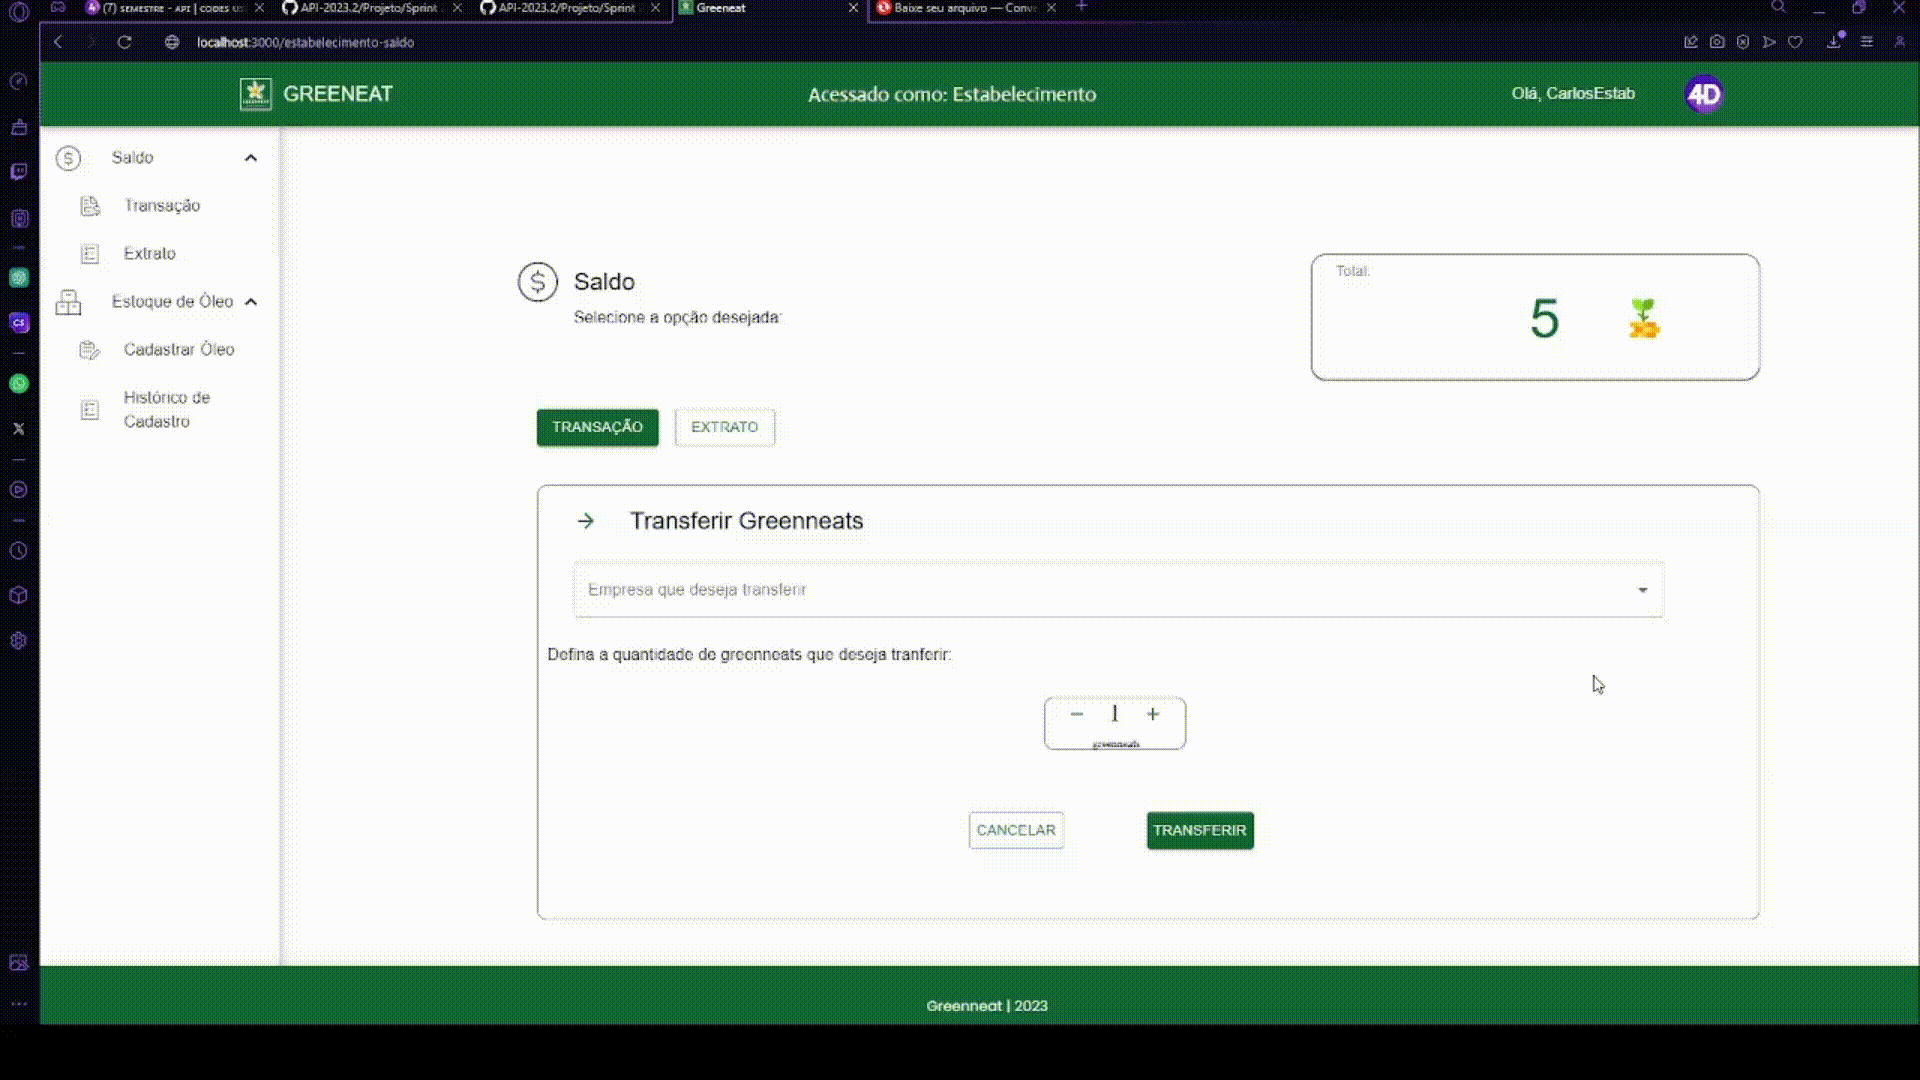 (7) SEMESTRE - API | CODES
API-2023.2/Projeto/Sprint
API-2023.2/Projeto/Sprint
Greeneat
Baixe seu arquivo — Conv
localhost:3000/estabelecimento-saldo
GREENEAT
Acessado como: Estabelecimento
Olá, CarlosEstab
4D
Saldo
Transação
Extrato
Estoque de Óleo
Cadastrar Óleo
Histórico de
Cadastro
Saldo
Selecione a opção desejada:
Total:
5
TRANSAÇÃO
EXTRATO
Transferir Greenneats
Empresa que deseja transferir
Defina a quantidade de greenneats que deseja tranferir:
− 1 +
greenneats
CANCELAR
TRANSFERIR
Greenneat | 2023